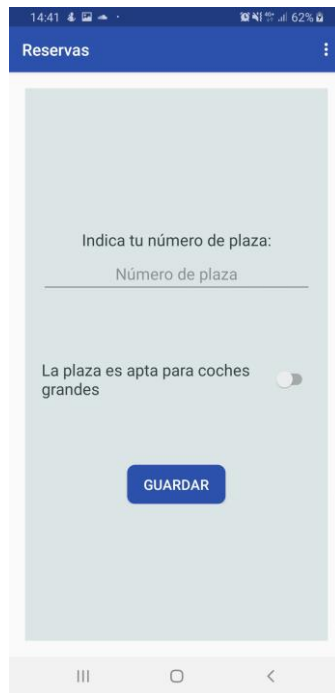 14:41 62%
Reservas
Indica tu número de plaza:
Número de plaza
La plaza es apta para coches
grandes
GUARDAR